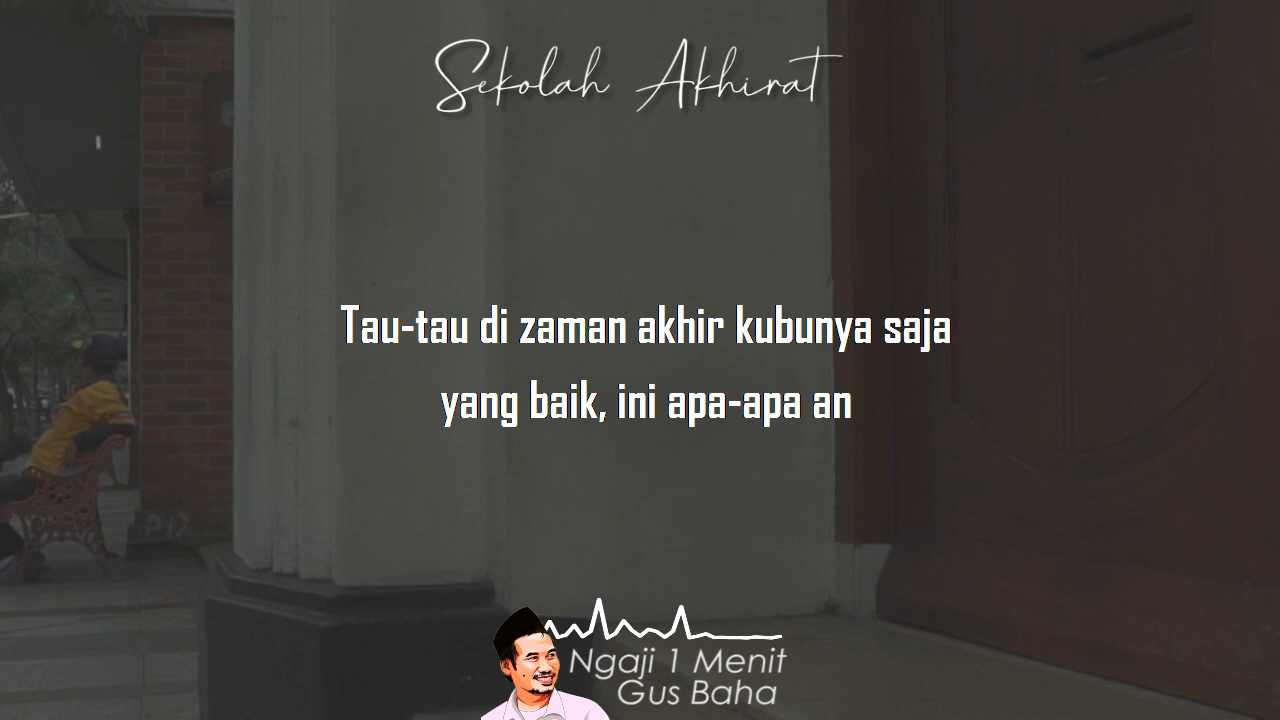 Sekolah Akhirat
Tau-tau di zaman akhir kubunya saja
yang baik, ini apa-apa an
Ngaji 1 Menit
Gus Baha